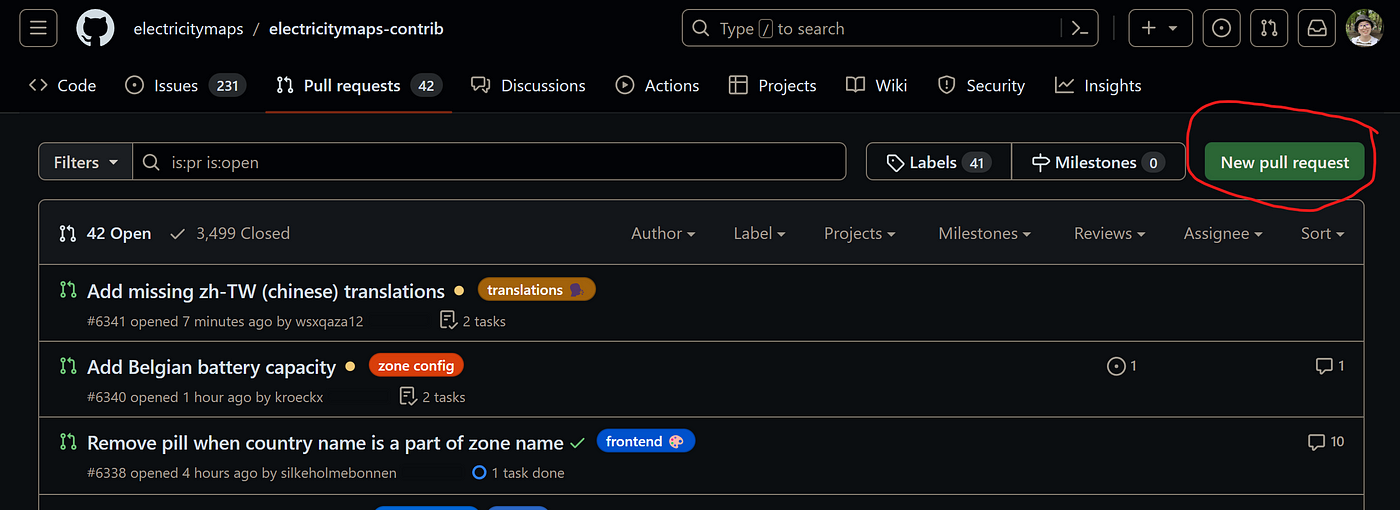 electricitymaps / electricitymaps-contrib Type / to search
Code Issues 231 Pull requests 42 Discussions Actions Projects Wiki Security Insights
Filters is:pr is:open Labels 41 Milestones 0 New pull request
42 Open 3,499 Closed Author Label Projects Milestones Reviews Assignee Sort
Add missing zh-TW (chinese) translations translations
#6341 opened 7 minutes ago by wsxqaza12 2 tasks
Add Belgian battery capacity zone config 1 1
#6340 opened 1 hour ago by kroeckx 2 tasks
Remove pill when country name is a part of zone name frontend 10
#6338 opened 4 hours ago by silkeholmebonnen 1 task done